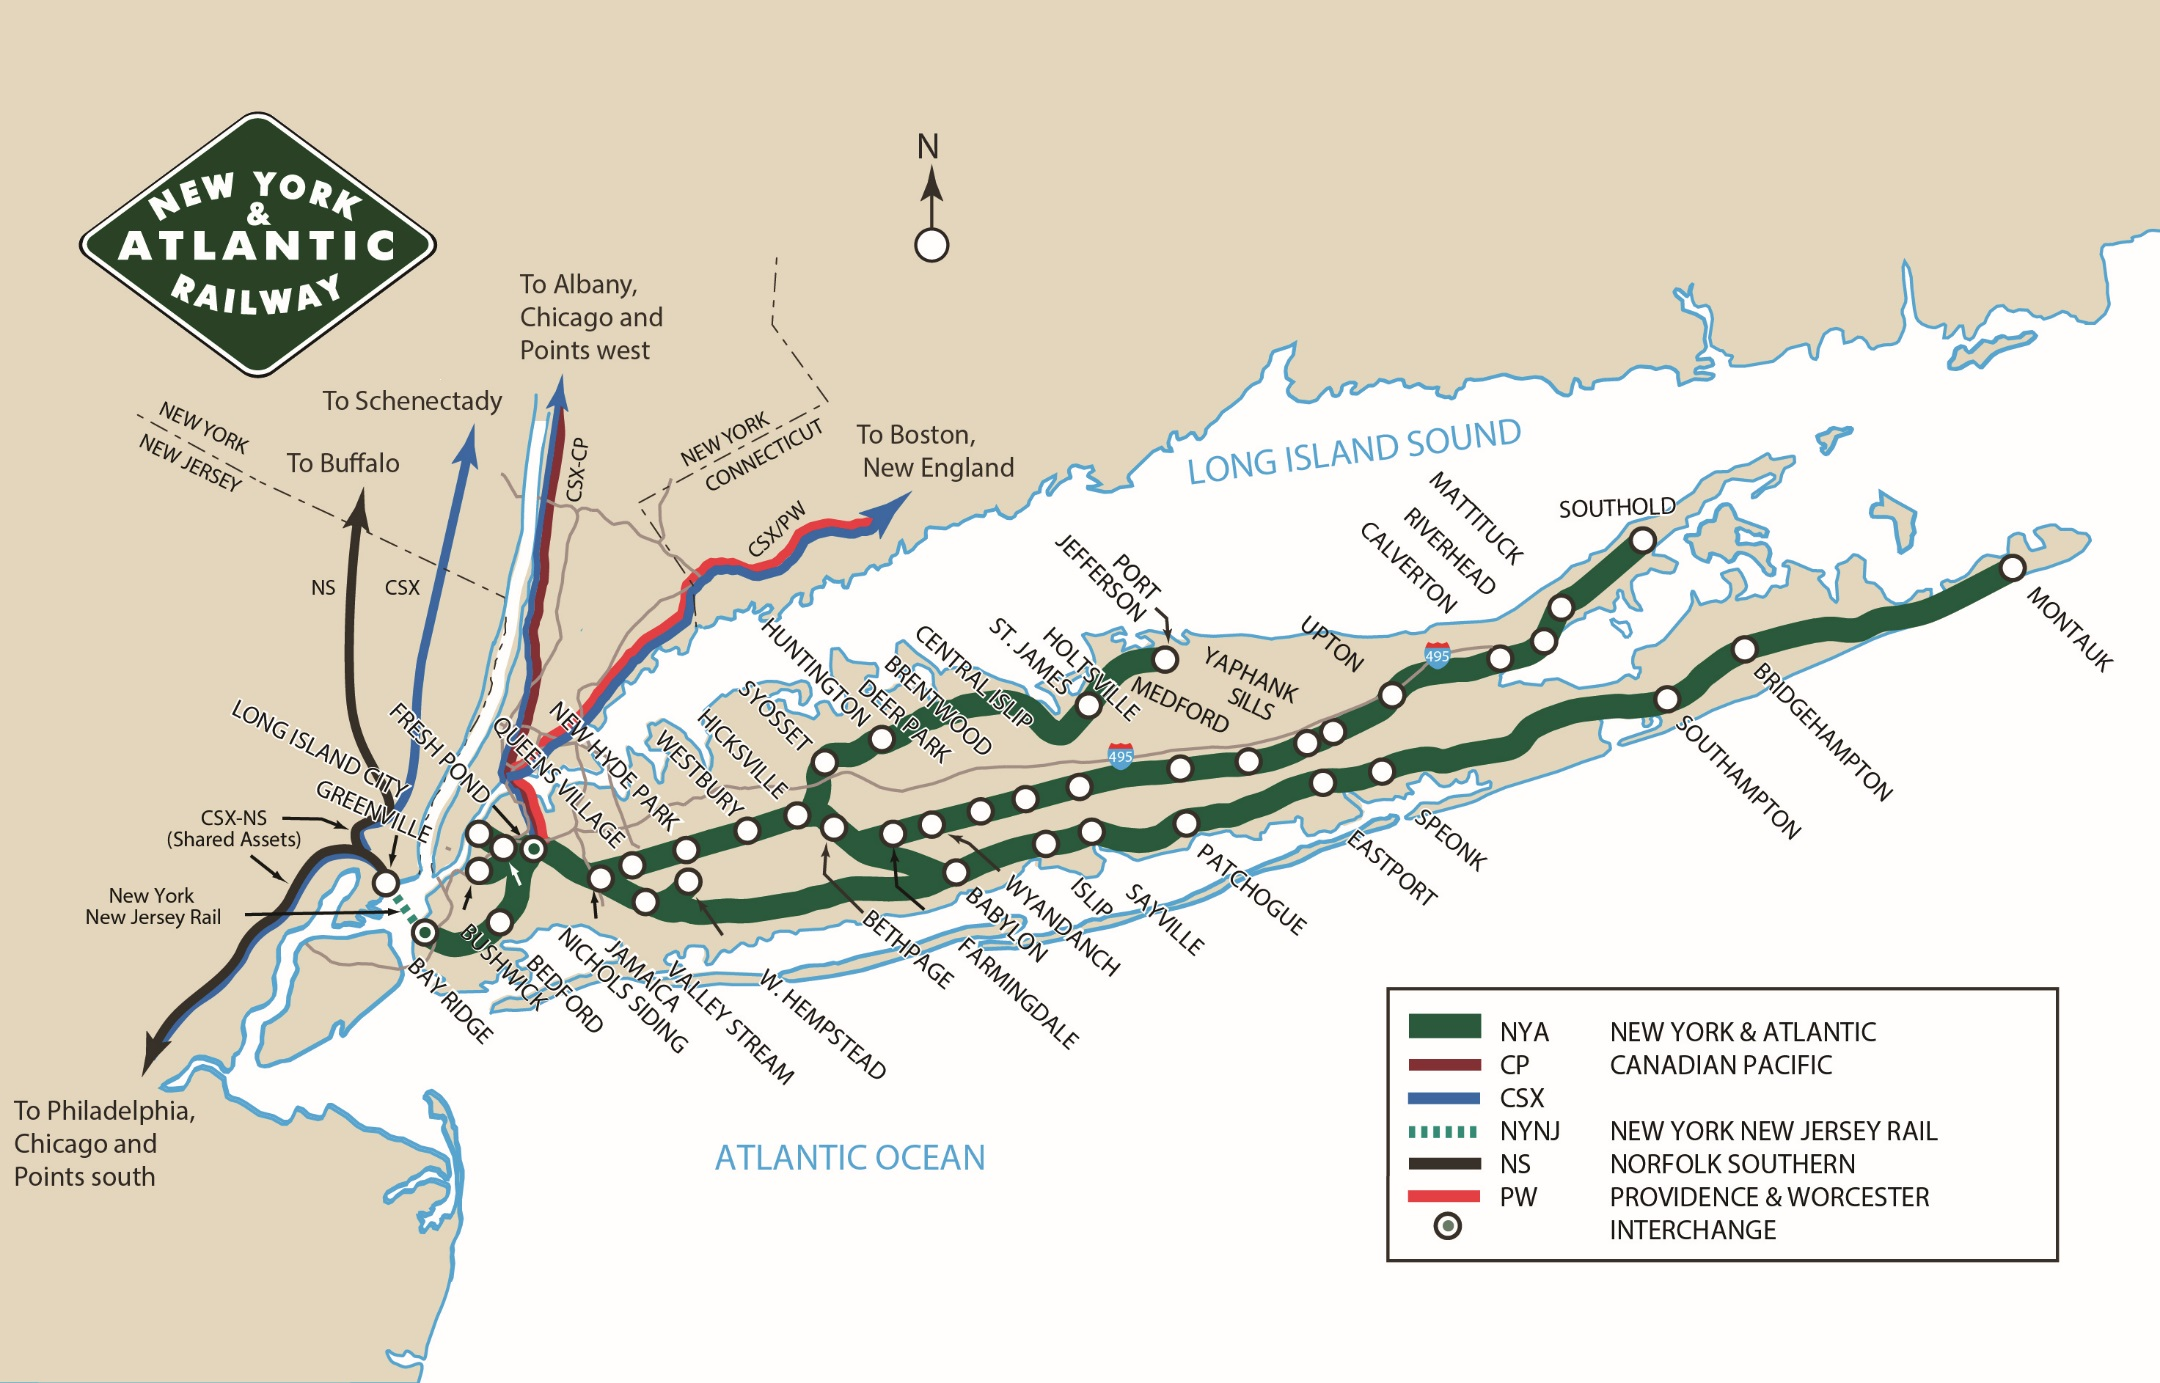 NEW YORK
&
ATLANTIC
RAILWAY
N
To Albany,
Chicago and
Points west
To Schenectady
To Buffalo
NEW YORK
NEW JERSEY
NS
CSX
CSX-CP
NEW YORK
CONNECTICUT
To Boston,
New England
CSX/PW
LONG ISLAND SOUND
SOUTHOLD
MATTITUCK
RIVERHEAD
CALVERTON
UPTON
495
YAPHANK
SILLS
MEDFORD
PORT
JEFFERSON
HOLTSVILLE
ST. JAMES
CENTRAL ISLIP
BRENTWOOD
DEER PARK
HUNTINGTON
SYOSSET
HICKSVILLE
WESTBURY
NEW HYDE PARK
QUEENS VILLAGE
FRESH POND
LONG ISLAND CITY
GREENVILLE
495
CSX-NS
(Shared Assets)
New York
New Jersey Rail
MONTAUK
BRIDGEHAMPTON
SOUTHAMPTON
SPEONK
EASTPORT
PATCHOGUE
SAYVILLE
ISLIP
WYANDANCH
BABYLON
FARMINGDALE
BETHPAGE
W. HEMPSTEAD
VALLEY STREAM
JAMAICA
NICHOLS SIDING
BEDFORD
BUSHWICK
BAY RIDGE
To Philadelphia,
Chicago and
Points south
ATLANTIC OCEAN
NYA NEW YORK & ATLANTIC
CP CANADIAN PACIFIC
CSX
NYNJ NEW YORK NEW JERSEY RAIL
NS NORFOLK SOUTHERN
PW PROVIDENCE & WORCESTER
INTERCHANGE